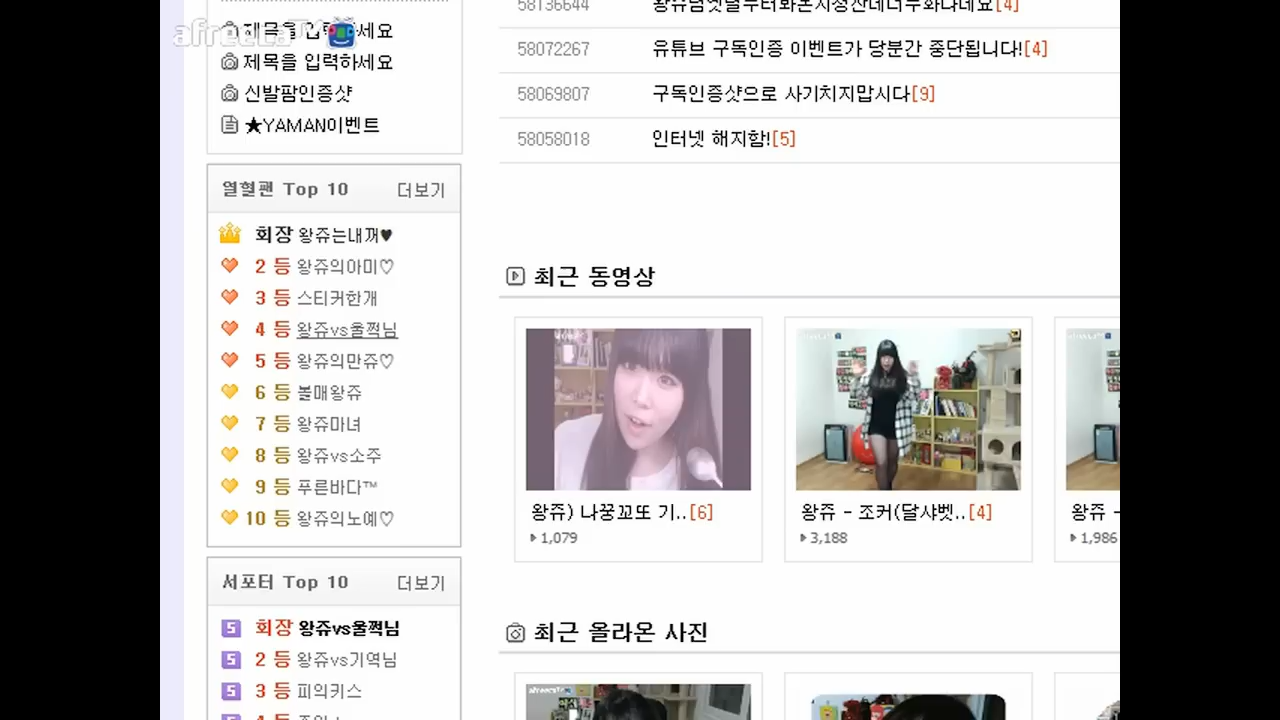 afreeca
제목을 입력하세요
제목을 입력하세요
신발팜인증샷
★YAMAN이벤트
열혈팬 Top 10 더보기
회장 왕쥬는내꺼♥
2 등 왕쥬의아미♡
3 등 스티커한개
4 등 왕쥬vs울쩍님
5 등 왕쥬의만쥬♡
6 등 볼매왕쥬
7 등 왕쥬마녀
8 등 왕쥬vs소주
9 등 푸른바다™
10 등 왕쥬의노예♡
서포터 Top 10 더보기
회장 왕쥬vs울쩍님
2 등 왕쥬vs기역님
3 등 피의키스
58136644 [4]
58072267 유튜브 구독인증 이벤트가 당분간 중단됩니다![4]
58069807 구독인증샷으로 사기치지맙시다[9]
58058018 인터넷 해지함![5]
최근 동영상
왕쥬) 나꿍꼬또 기..[6]
1,079
왕쥬 - 조커(달샤벳..[4]
3,188
왕쥬 -
1,986
최근 올라온 사진